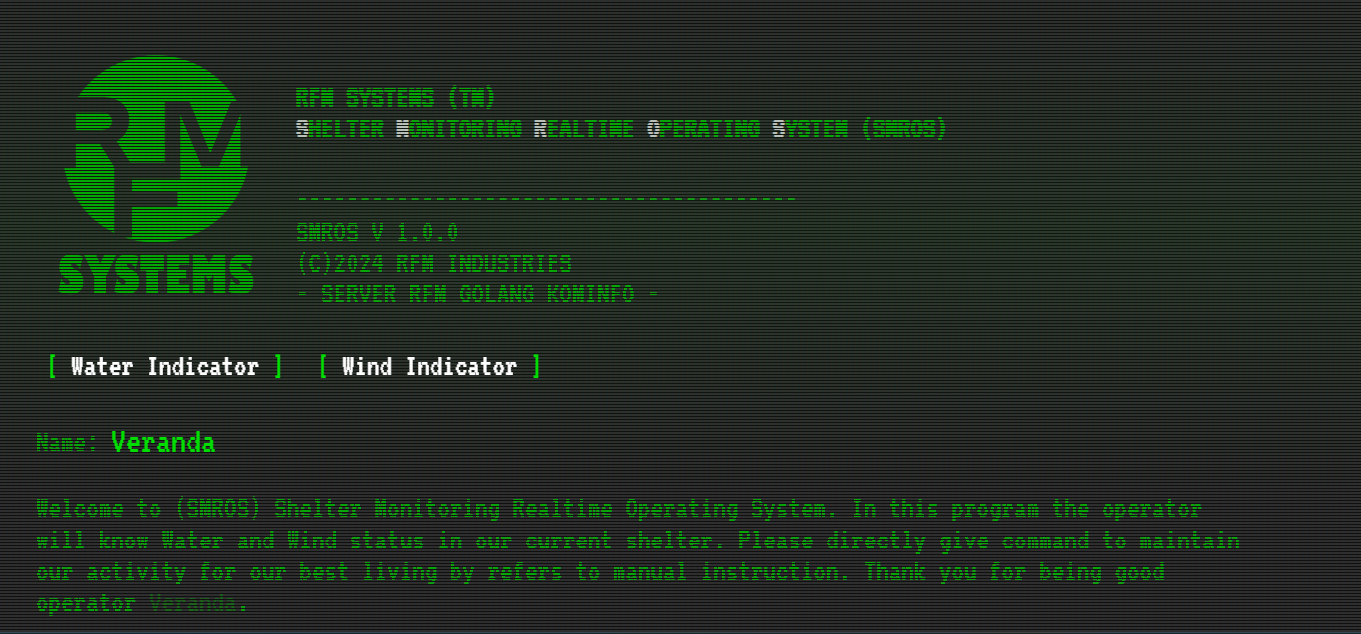 RFM
SYSTEMS
RFM SYSTEMS (TM)
SHELTER MONITORING REALTIME OPERATING SYSTEM (SMROS)
----------------------------------------
SMROS V 1.0.0
(C)2024 RFM INDUSTRIES
- SERVER RFM GOLANG KOMINFO -
[ Water Indicator ] [ Wind Indicator ]
Name: Veranda
Welcome to (SMROS) Shelter Monitoring Realtime Operating System. In this program the operator
will know Water and Wind status in our current shelter. Please directly give command to maintain
our activity for our best living by refers to manual instruction. Thank you for being good
operator Veranda.